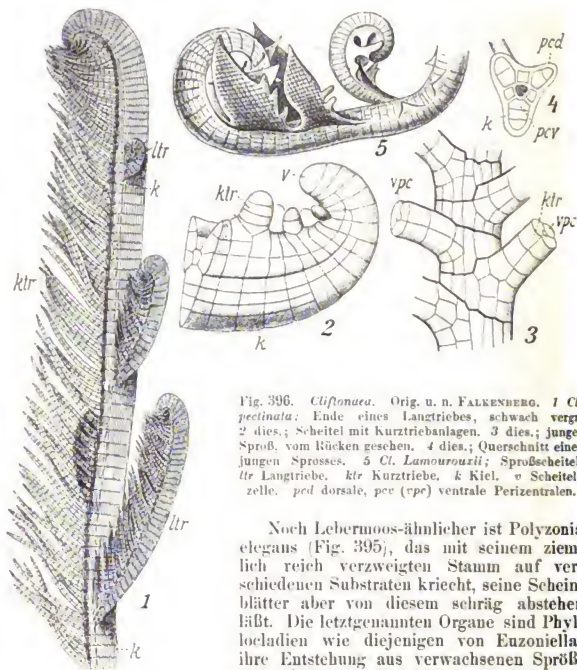 ltr
k
ktr
ltr
1
k
5
pcd
4
k
pcv
v
ktr
2
k
vpc
ktr
vpc
3
Fig. 396. Cliftonaea. Orig. u. n. FALKENBERG. 1 Cl
pectinata; Ende eines Langtriebes, schwach vergr
2 dies.; Scheitel mit Kurztriebanlagen. 3 dies.; junge
Sproß, vom Rücken gesehen. 4 dies.; Querschnitt eine
jungen Sprosses. 5 Cl. Lamourouxii; Sproßscheitel
ltr Langtriebe. ktr Kurztriebe. k Kiel. v Scheitel
zelle. pcd dorsale, pcv (vpc) ventrale Perizentralen.
Noch Lebermoos-ähnlicher ist Polyzonia
elegans (Fig. 395), das mit seinem ziem
lich reich verzweigten Stamm auf ver
schiedenen Substraten kriecht, seine Schein
blätter aber von diesem schräg abstehen
läßt. Die letztgenannten Organe sind Phyl
locladien wie diejenigen von Euzoniella
ihre Entstehung aus verwachsenen Spröß